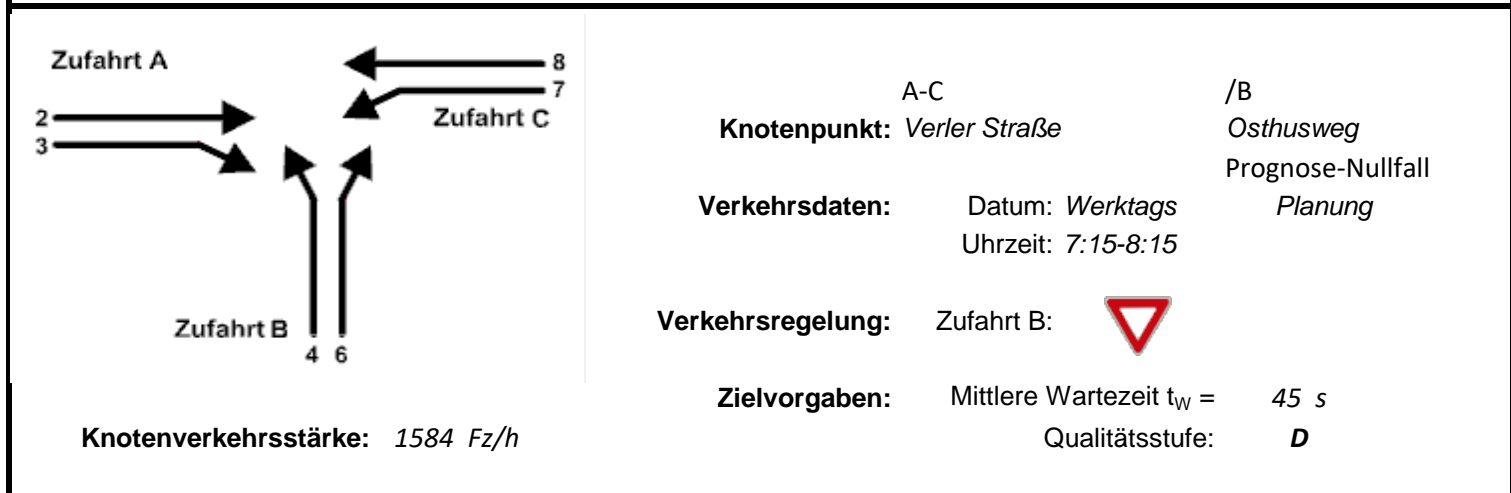 Zufahrt A
8
7
Zufahrt C
2
3
Zufahrt B
4 6
Knotenverkehrsstärke: 1584 Fz/h
A-C /B
Knotenpunkt: Verler Straße Osthusweg
Prognose-Nullfall
Verkehrsdaten: Datum: Werktags Planung
Uhrzeit: 7:15-8:15
Verkehrsregelung: Zufahrt B:
Zielvorgaben: Mittlere Wartezeit tW = 45 s
Qualitätsstufe: D